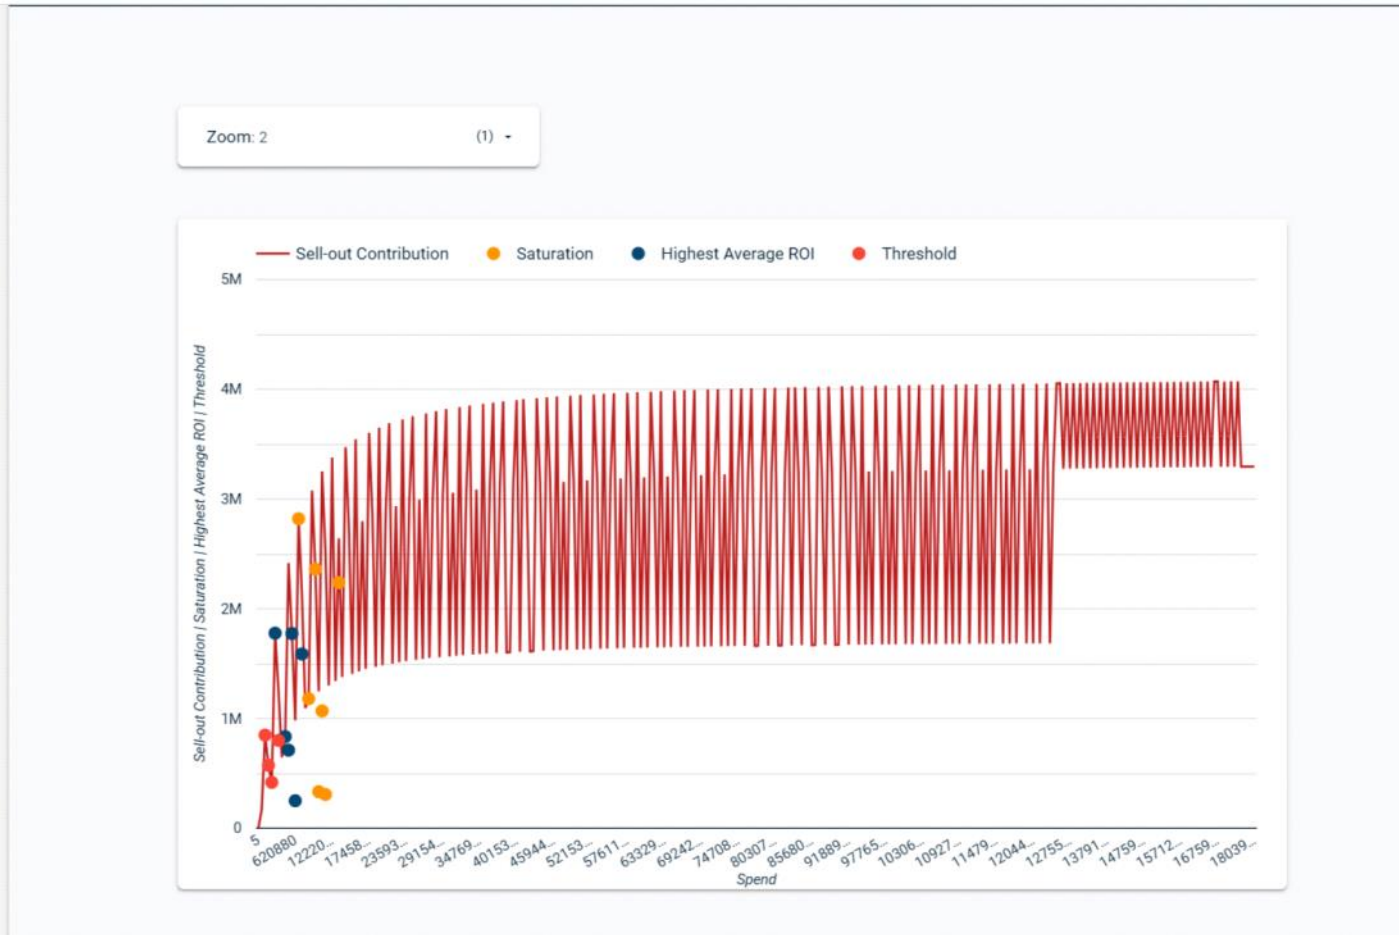 Zoom: 2 (1)
Sell-out Contribution Saturation Highest Average ROI Threshold
5M
4M
3M
2M
1M
0
Sell-out Contribution | Saturation | Highest Average ROI | Threshold
5 620880 12220... 17458... 23593... 29154... 34769... 40153... 45944... 52153... 57611... 63329... 69242... 74708... 80307... 85680... 91889... 97765... 10306... 10927... 11479... 12044... 12755... 13791... 14759... 15712... 16759... 18039...
Spend